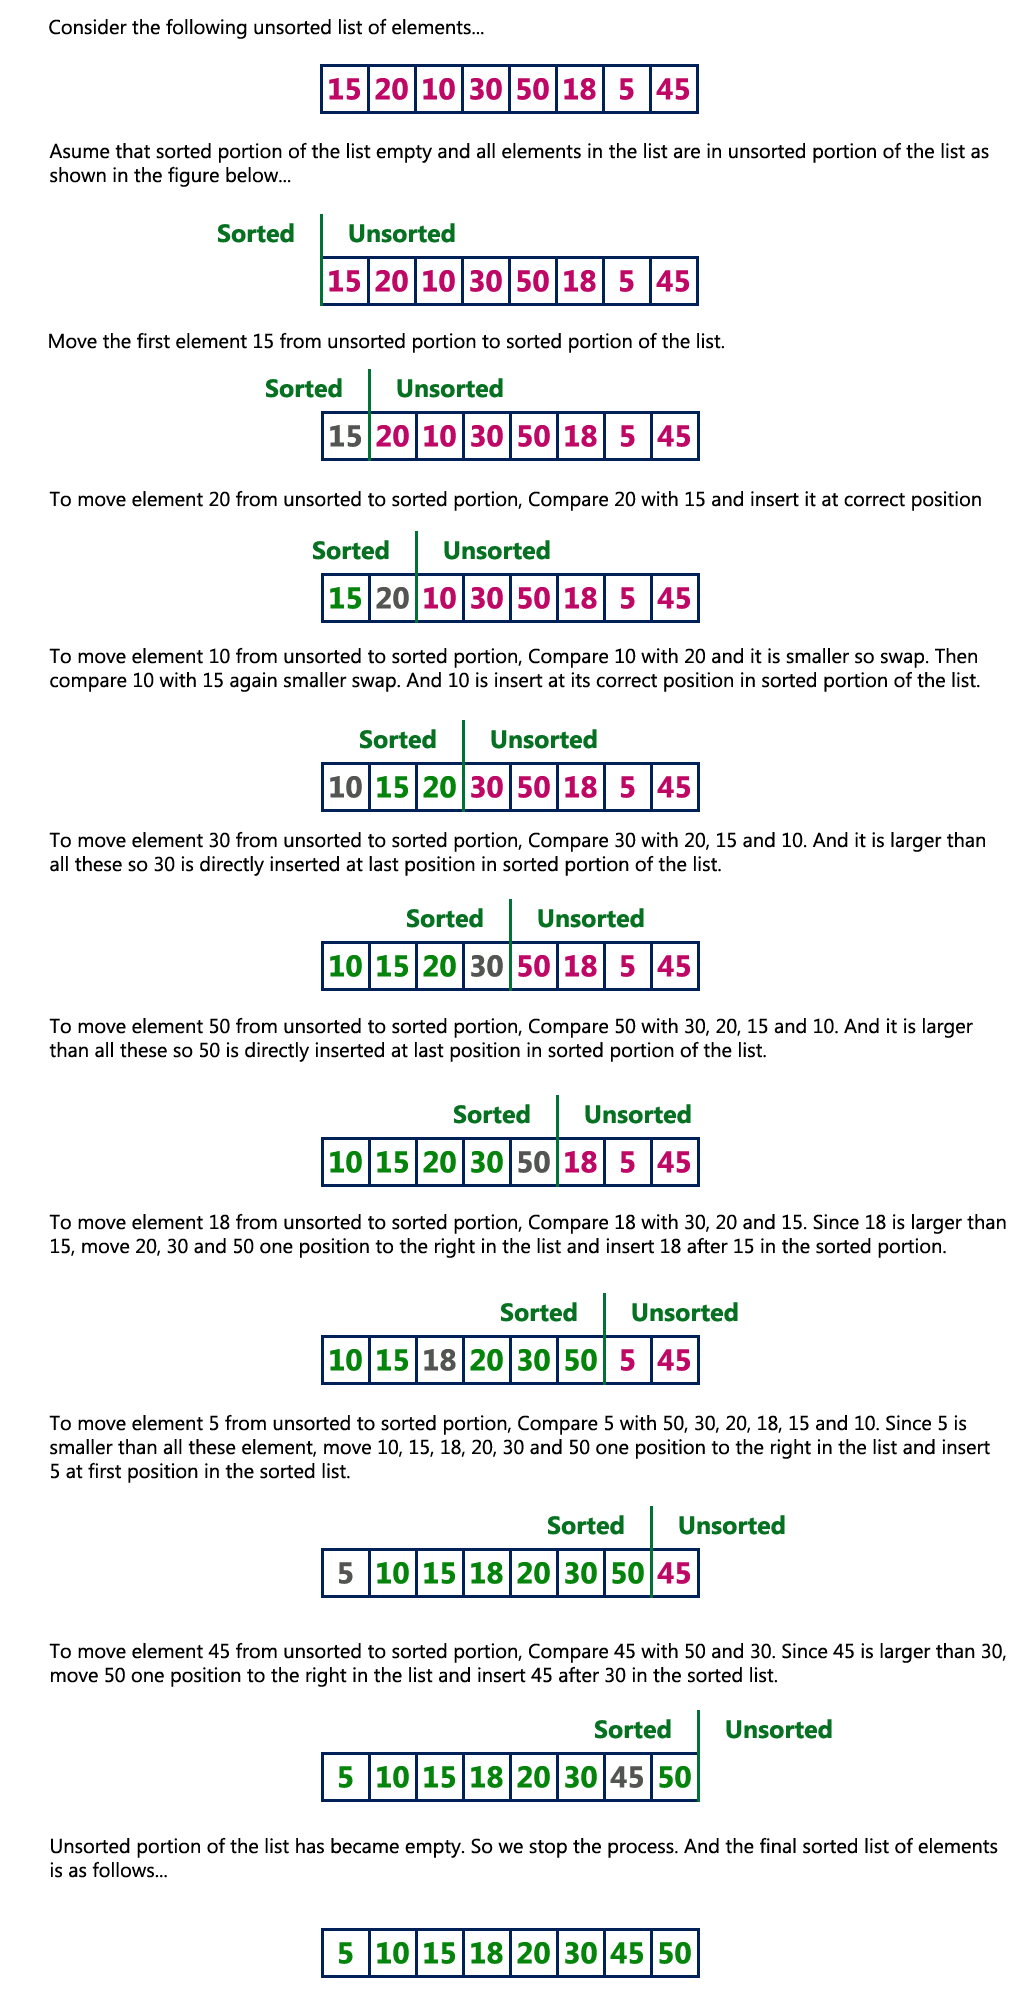 Consider the following unsorted list of elements...
15 20 10 30 50 18 5 45
Asume that sorted portion of the list empty and all elements in the list are in unsorted portion of the list as
shown in the figure below...
Sorted Unsorted
15 20 10 30 50 18 5 45
Move the first element 15 from unsorted portion to sorted portion of the list.
Sorted Unsorted
15 20 10 30 50 18 5 45
To move element 20 from unsorted to sorted portion, Compare 20 with 15 and insert it at correct position
Sorted Unsorted
15 20 10 30 50 18 5 45
To move element 10 from unsorted to sorted portion, Compare 10 with 20 and it is smaller so swap. Then
compare 10 with 15 again smaller swap. And 10 is insert at its correct position in sorted portion of the list.
Sorted Unsorted
10 15 20 30 50 18 5 45
To move element 30 from unsorted to sorted portion, Compare 30 with 20, 15 and 10. And it is larger than
all these so 30 is directly inserted at last position in sorted portion of the list.
Sorted Unsorted
10 15 20 30 50 18 5 45
To move element 50 from unsorted to sorted portion, Compare 50 with 30, 20, 15 and 10. And it is larger
than all these so 50 is directly inserted at last position in sorted portion of the list.
Sorted Unsorted
10 15 20 30 50 18 5 45
To move element 18 from unsorted to sorted portion, Compare 18 with 30, 20 and 15. Since 18 is larger than
15, move 20, 30 and 50 one position to the right in the list and insert 18 after 15 in the sorted portion.
Sorted Unsorted
10 15 18 20 30 50 5 45
To move element 5 from unsorted to sorted portion, Compare 5 with 50, 30, 20, 18, 15 and 10. Since 5 is
smaller than all these element, move 10, 15, 18, 20, 30 and 50 one position to the right in the list and insert
5 at first position in the sorted list.
Sorted Unsorted
5 10 15 18 20 30 50 45
To move element 45 from unsorted to sorted portion, Compare 45 with 50 and 30. Since 45 is larger than 30,
move 50 one position to the right in the list and insert 45 after 30 in the sorted list.
Sorted Unsorted
5 10 15 18 20 30 45 50
Unsorted portion of the list has became empty. So we stop the process. And the final sorted list of elements
is as follows...
5 10 15 18 20 30 45 50